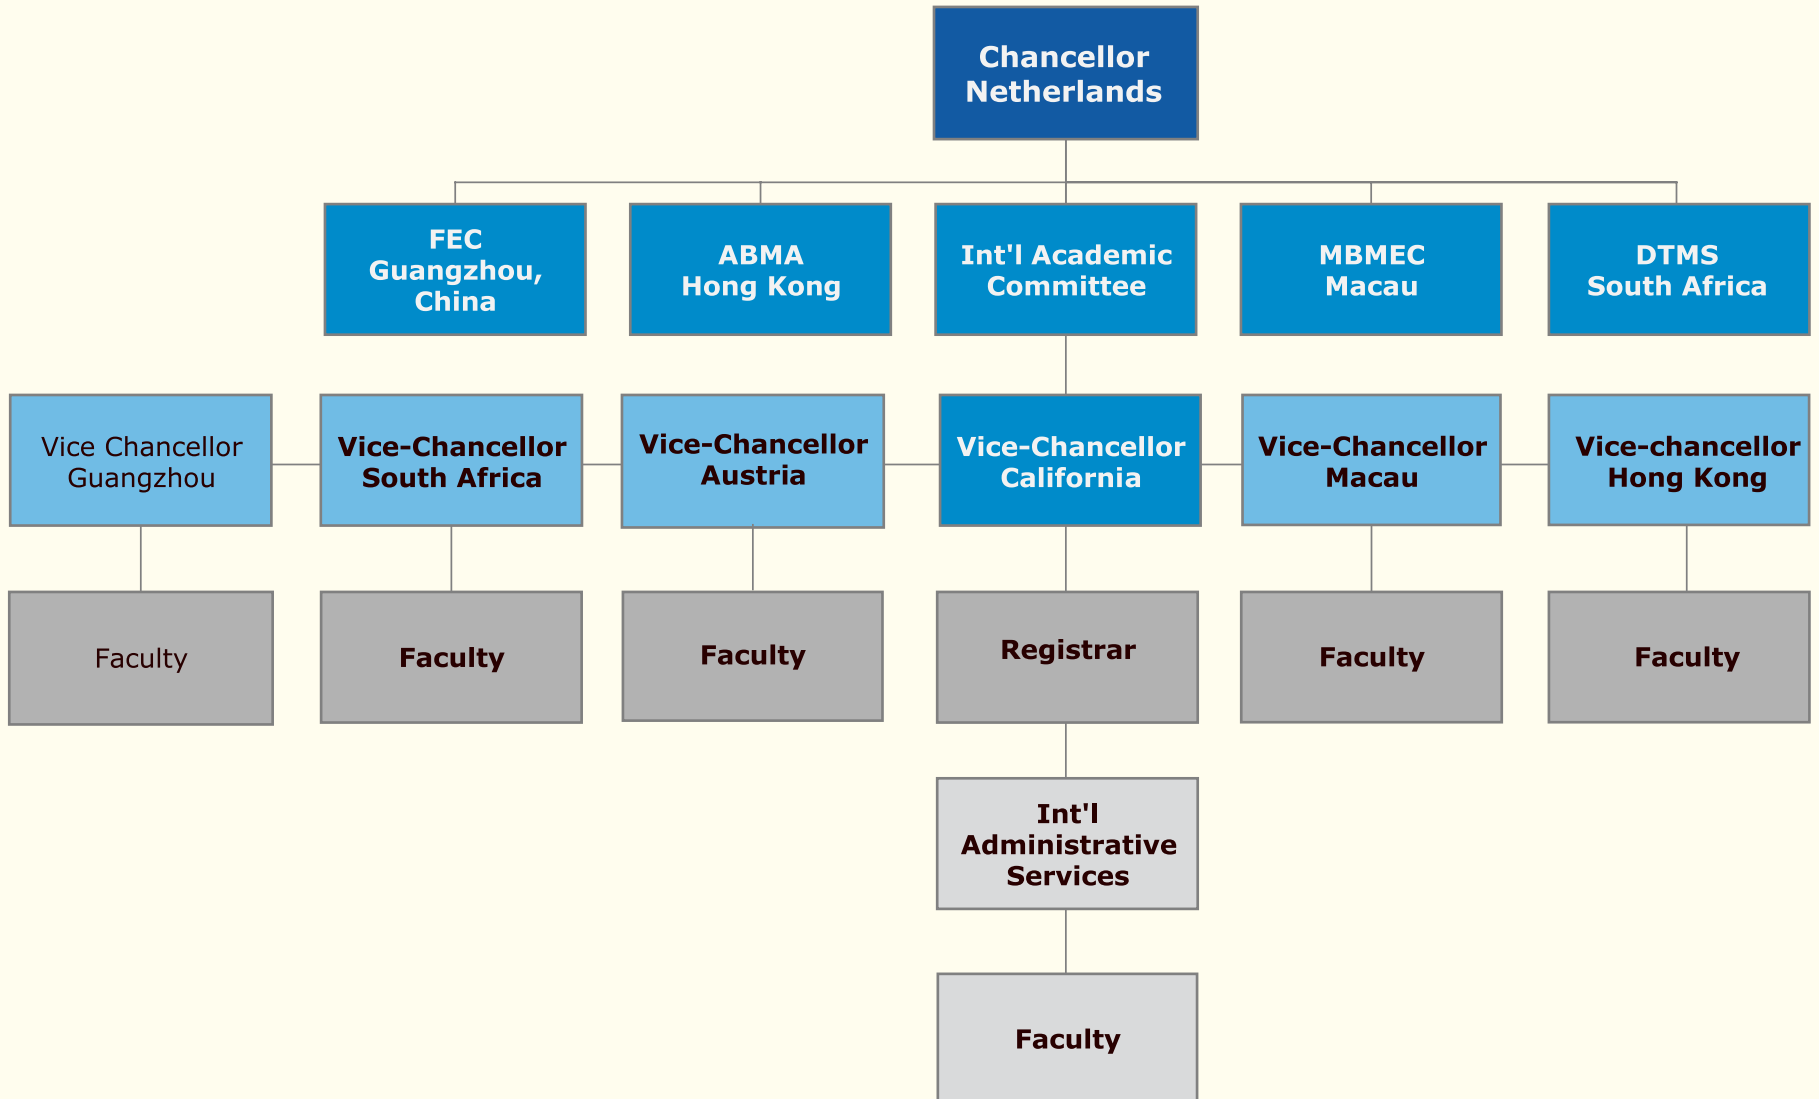 Chancellor
Netherlands
FEC
Guangzhou,
China
ABMA
Hong Kong
Int'l Academic
Committee
MBMEC
Macau
DTMS
South Africa
Vice Chancellor
Guangzhou
Vice-Chancellor
South Africa
Vice-Chancellor
Austria
Vice-Chancellor
California
Vice-Chancellor
Macau
Vice-chancellor
Hong Kong
Faculty
Faculty
Faculty
Registrar
Faculty
Faculty
Int'l
Administrative
Services
Faculty